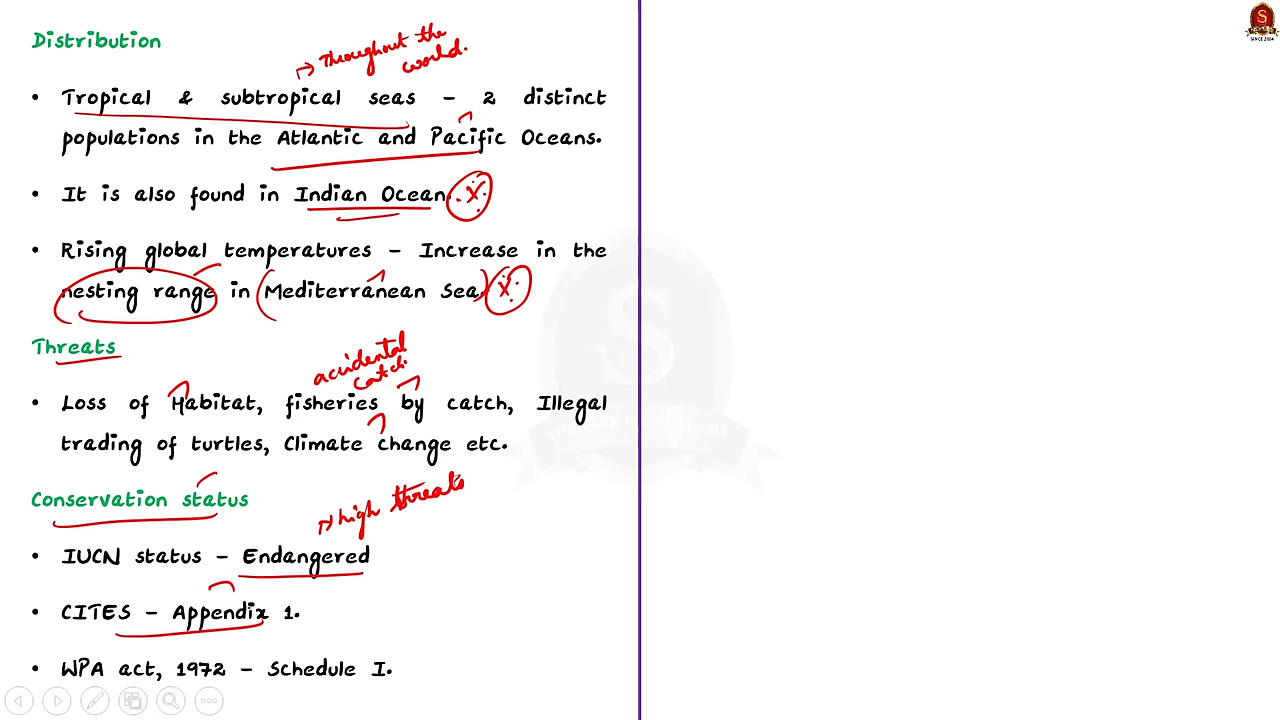 Distribution
→ Throughout the
world.
• Tropical & subtropical seas – 2 distinct
populations in the Atlantic and Pacific Oceans.
• It is also found in Indian Ocean.
• Rising global temperatures – Increase in the
nesting range in Mediterranean Sea
Threats
accidental
catch.
• Loss of Habitat, fisheries by catch, Illegal
trading of turtles, Climate change etc.
Conservation status
→ high threats
• IUCN status – Endangered
• CITES – Appendix 1.
• WPA act, 1972 – Schedule I.
S
SINCE 2004